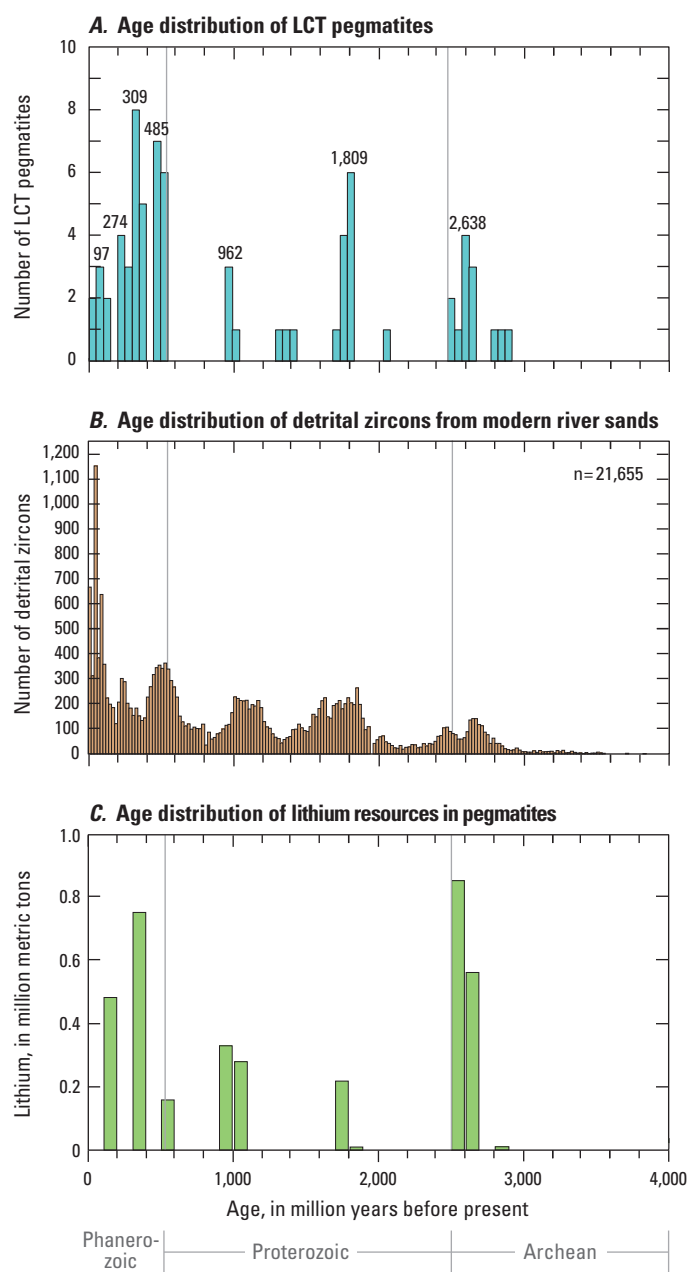 A. Age distribution of LCT pegmatites
Number of LCT pegmatites
10
8
6
4
2
0
97
274
309
485
962
1,809
2,638
B. Age distribution of detrital zircons from modern river sands
Number of detrital zircons
1,200
1,100
1,000
900
800
700
600
500
400
300
200
100
0
n= 21,655
C. Age distribution of lithium resources in pegmatites
Lithium, in million metric tons
1.0
0.8
0.6
0.4
0.2
0
0 1,000 2,000 3,000 4,000
Age, in million years before present
Phanero-
zoic
Proterozoic
Archean